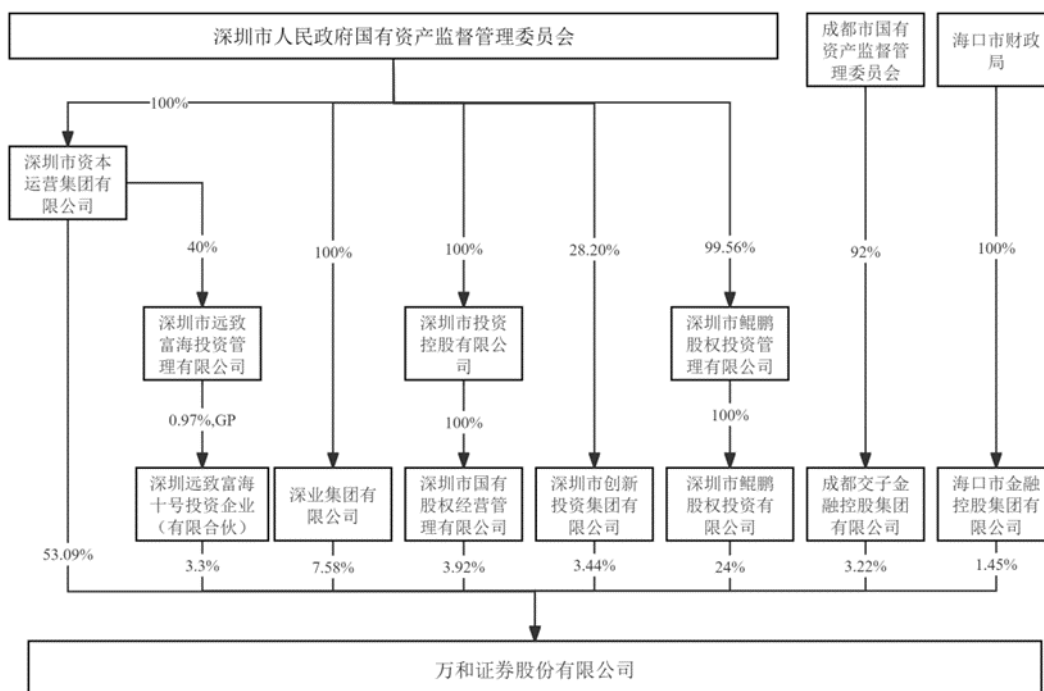 深圳市人民政府国有资产监督管理委员会
成都市国有
资产监督管
理委员会
海口市财政
局
100%
深圳市资本
运营集团有
限公司
40%
100%
100%
28.20%
99.56%
92%
100%
深圳市远致
富海投资管
理有限公司
深圳市投资
控股有限公
司
深圳市鲲鹏
股权投资管
理有限公司
0.97%,GP
100%
100%
深圳远致富海
十号投资企业
（有限合伙）
深业集团有
限公司
深圳市国有
股权经营管
理有限公司
深圳市创新
投资集团有
限公司
深圳市鲲鹏
股权投资有
限公司
成都交子金
融控股集团
有限公司
海口市金融
控股集团有
限公司
53.09%
3.3%
7.58%
3.92%
3.44%
24%
3.22%
1.45%
万和证券股份有限公司